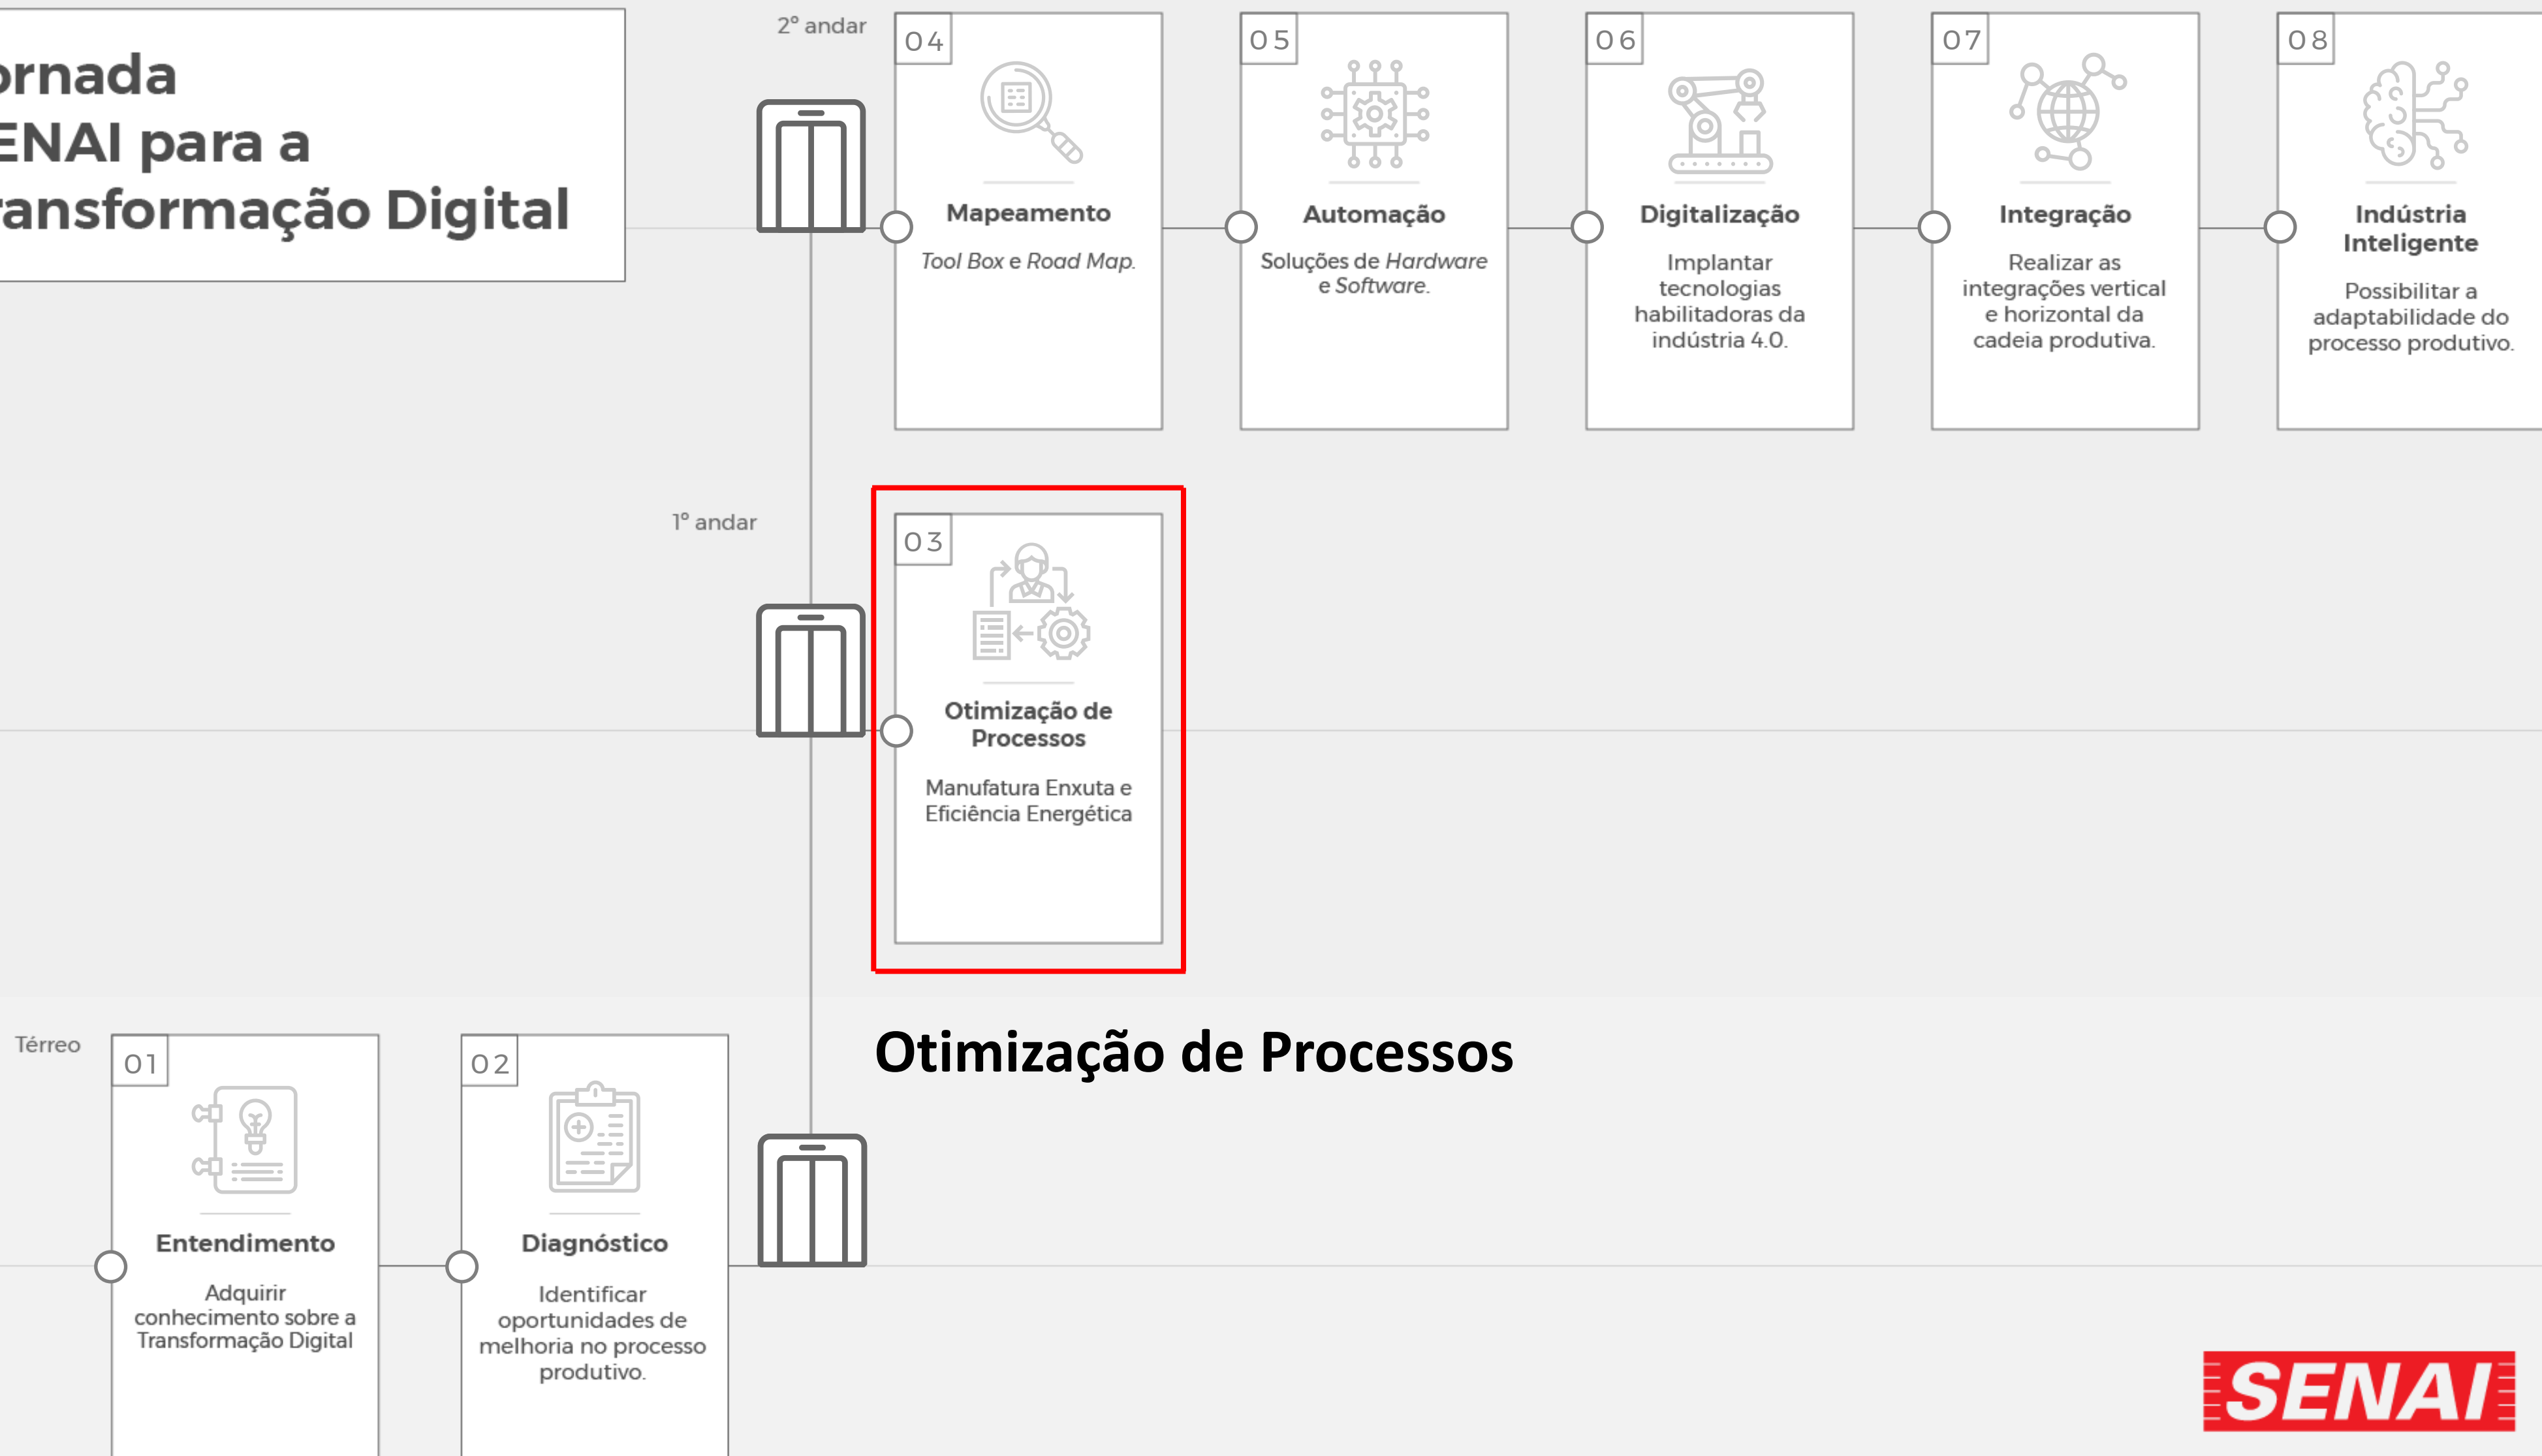 ornada
ENAI para a
ransformação Digital
2º andar
04
Mapeamento
Tool Box e Road Map.
05
Automação
Soluções de Hardware
e Software.
06
Digitalização
Implantar
tecnologias
habilitadoras da
indústria 4.0.
07
Integração
Realizar as
integrações vertical
e horizontal da
cadeia produtiva.
08
Indústria
Inteligente
Possibilitar a
adaptabilidade do
processo produtivo.
1º andar
03
Otimização de
Processos
Manufatura Enxuta e
Eficiência Energética
Otimização de Processos
Térreo
01
Entendimento
Adquirir
conhecimento sobre a
Transformação Digital
02
Diagnóstico
Identificar
oportunidades de
melhoria no processo
produtivo.
SENAI